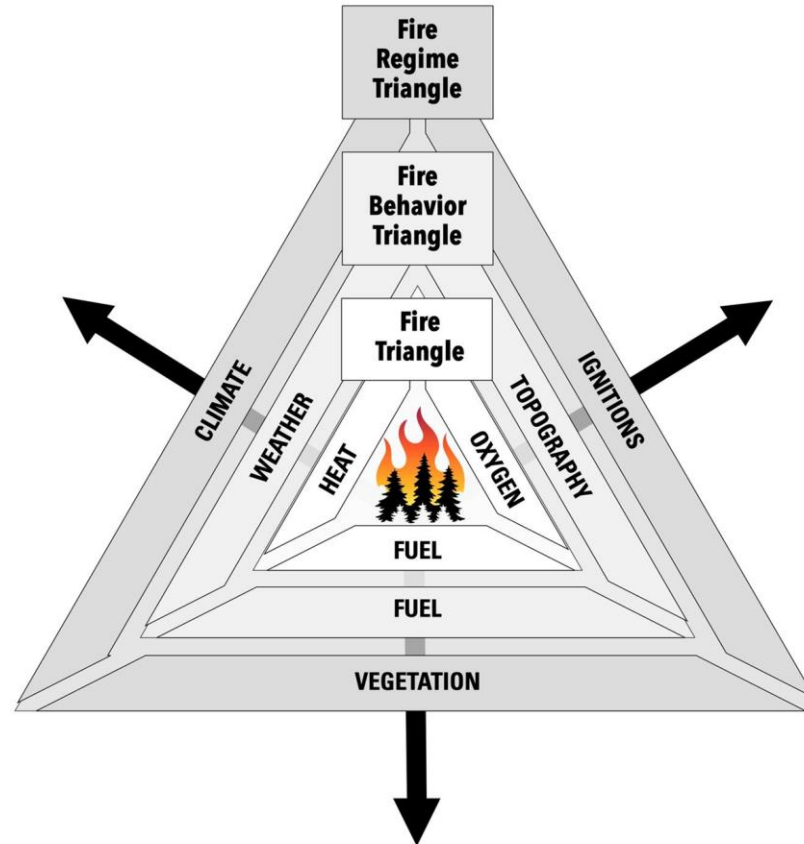 Fire
Regime
Triangle
Fire
Behavior
Triangle
Fire
Triangle
CLIMATE
WEATHER
HEAT
OXYGEN
TOPOGRAPHY
IGNITIONS
FUEL
FUEL
VEGETATION